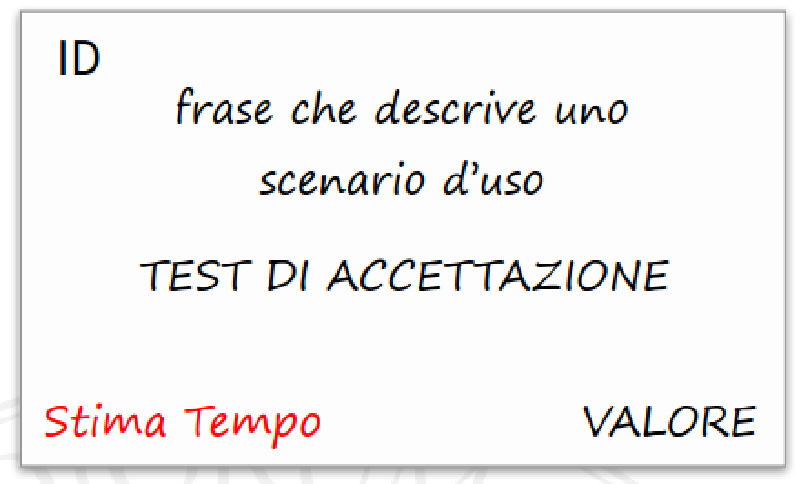 ID
frase che descrive uno
scenario d'uso
TEST DI ACCETTAZIONE
Stima Tempo
VALORE